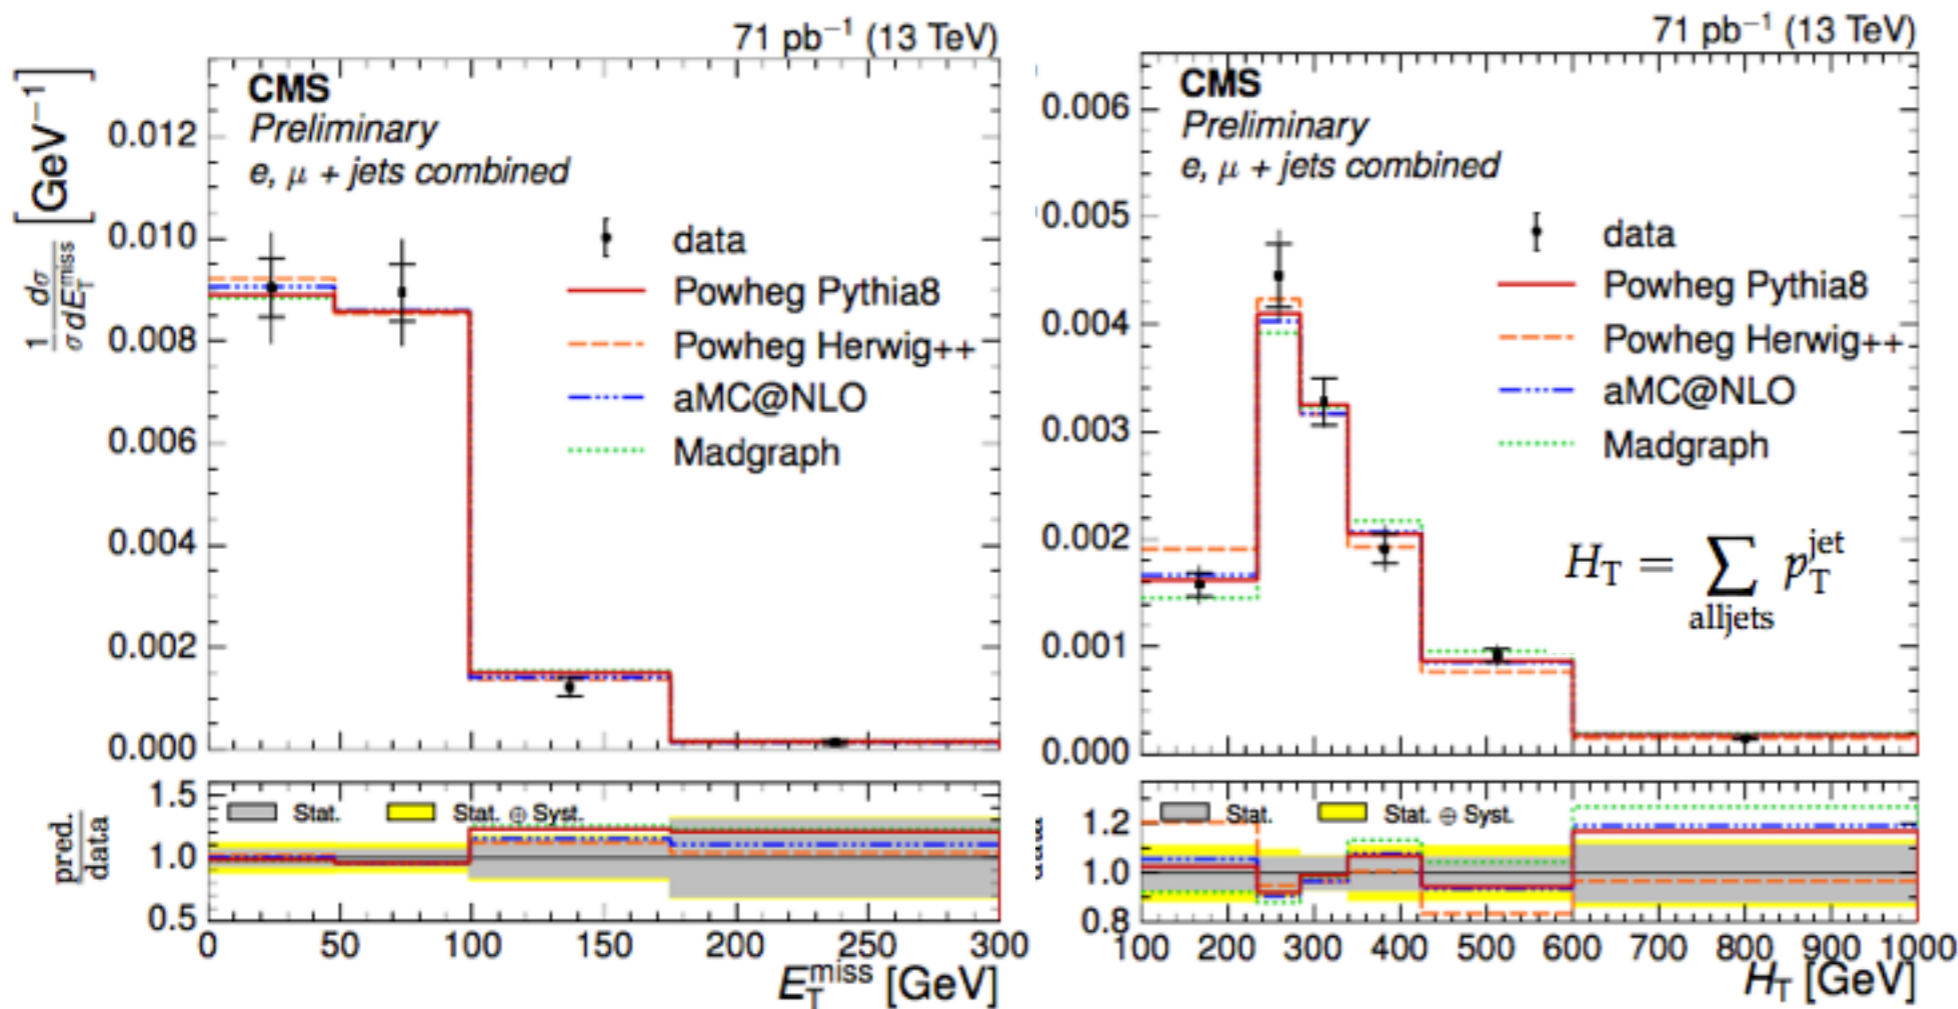 71 pb⁻¹ (13 TeV)
CMS
Preliminary
e, μ + jets combined
data
Powheg Pythia8
Powheg Herwig++
aMC@NLO
Madgraph
1/σ dσ/dE_T^miss [GeV⁻¹]
0.012
0.010
0.008
0.006
0.004
0.002
0.000
Stat.
Stat. ⊕ Syst.
pred.
data
1.5
1.0
0.5
0 50 100 150 200 250 300
E_T^miss [GeV]
71 pb⁻¹ (13 TeV)
CMS
Preliminary
e, μ + jets combined
data
Powheg Pythia8
Powheg Herwig++
aMC@NLO
Madgraph
H_T = ∑ p_T^jet
alljets
0.006
0.005
0.004
0.003
0.002
0.001
0.000
Stat.
Stat. ⊕ Syst.
1.2
1.0
0.8
100 200 300 400 500 600 700 800 900 1000
H_T [GeV]